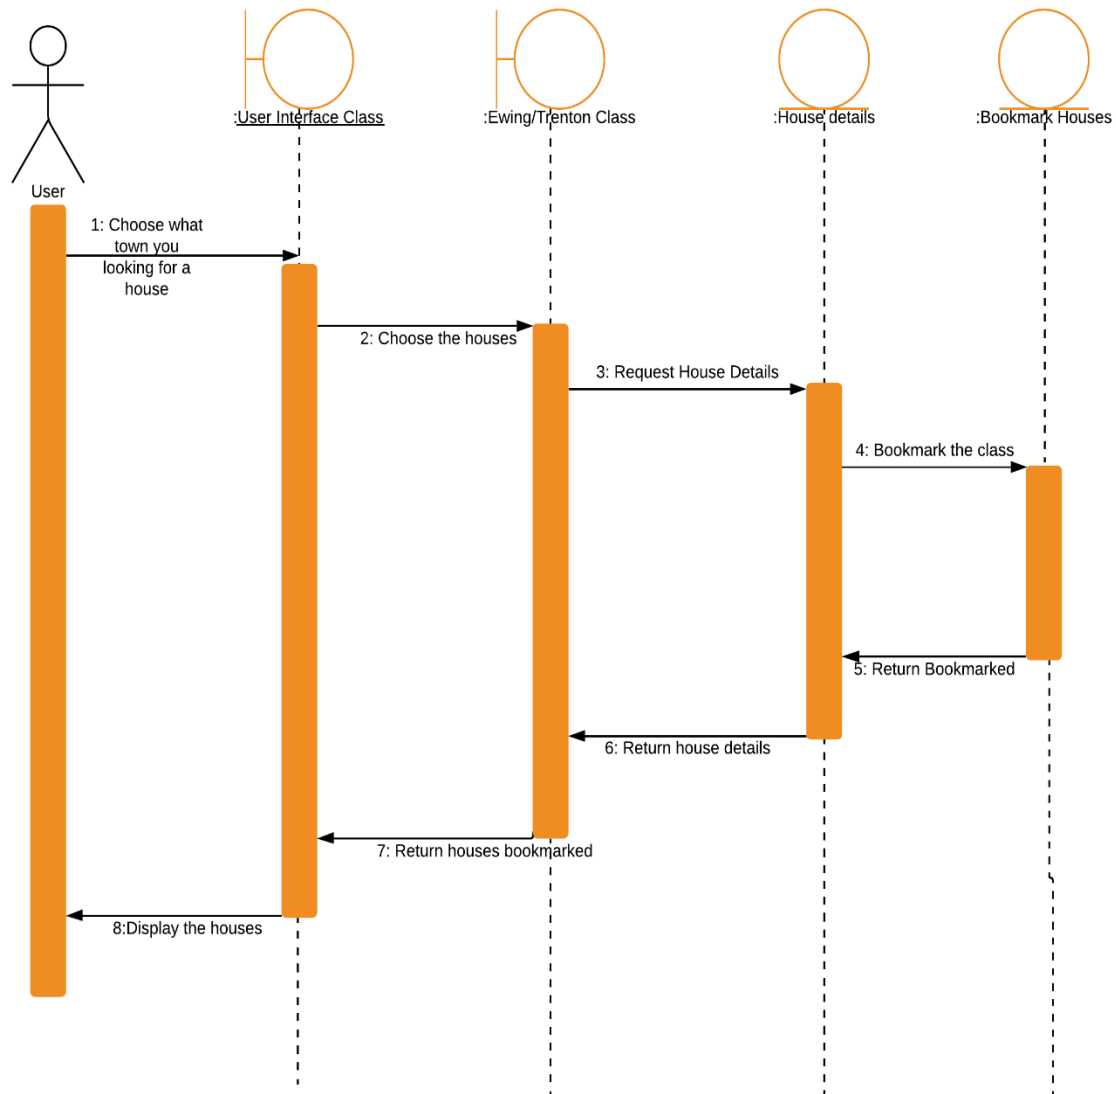 :User Interface Class
:Ewing/Trenton Class
:House details
:Bookmark Houses
User
1: Choose what
town you
looking for a
house
2: Choose the houses
3: Request House Details
4: Bookmark the class
5: Return Bookmarked
6: Return house details
7: Return houses bookmarked
8:Display the houses